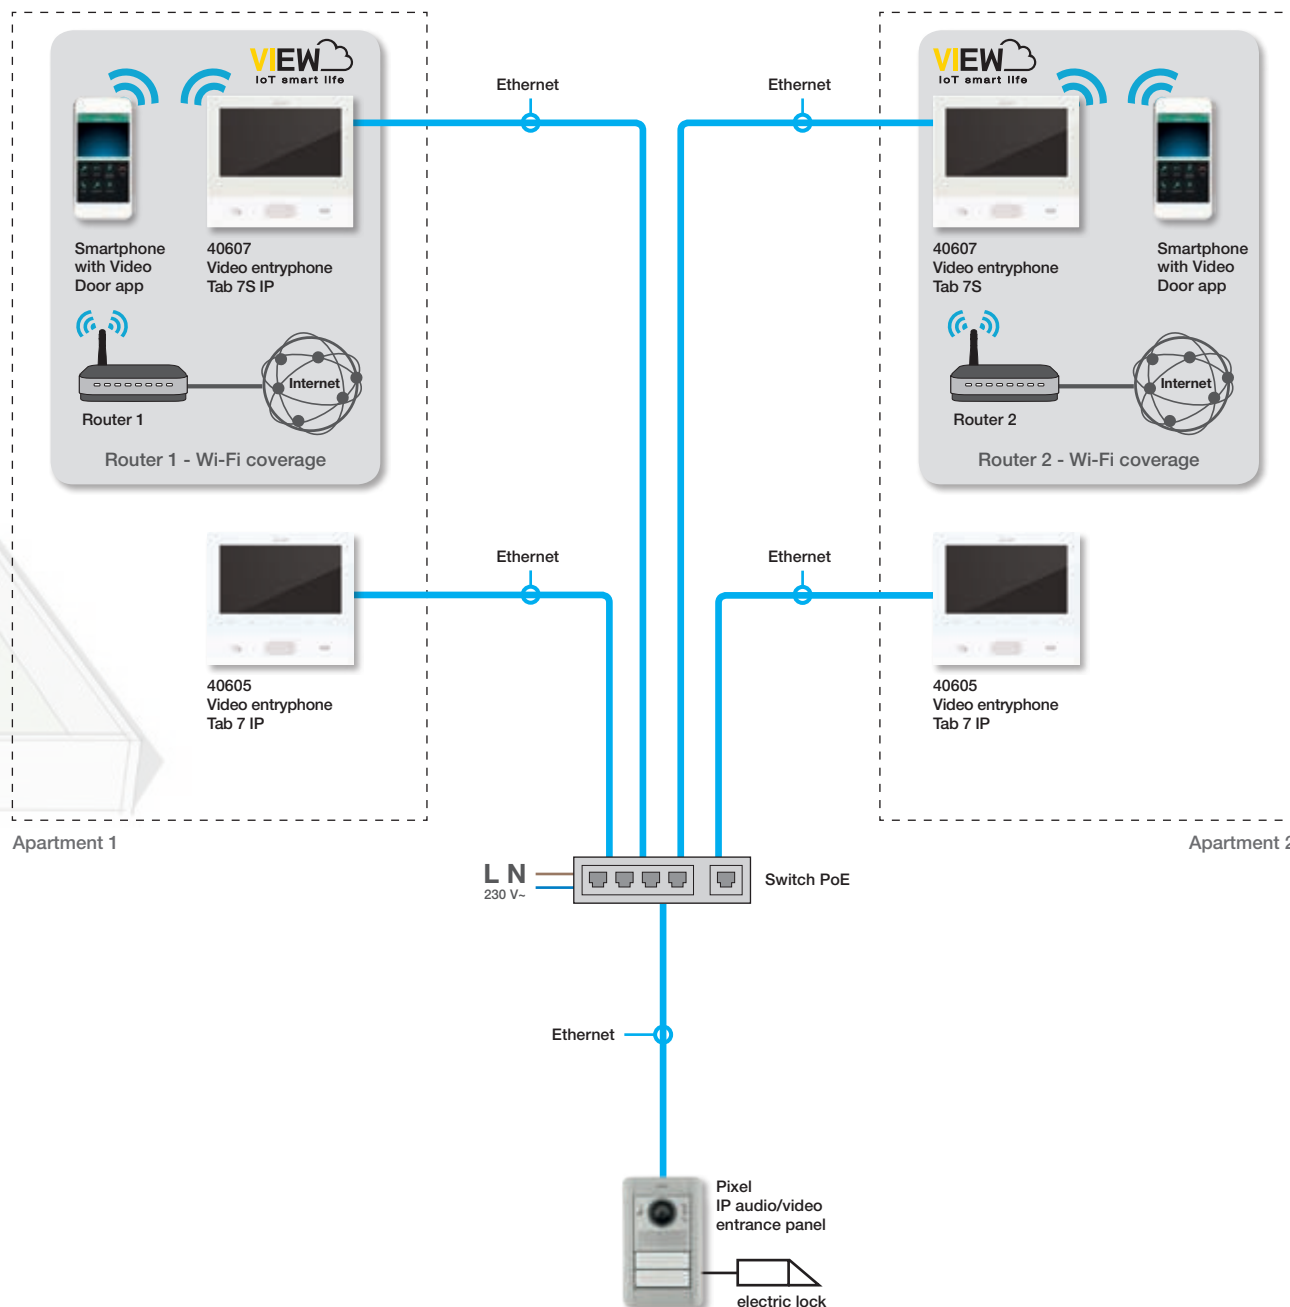 VIEW
IoT smart life
Smartphone
with Video
Door app
40607
Video entryphone
Tab 7S IP
Router 1
Internet
Router 1 - Wi-Fi coverage
Ethernet
Ethernet
VIEW
IoT smart life
40607
Video entryphone
Tab 7S
Smartphone
with Video
Door app
Router 2
Internet
Router 2 - Wi-Fi coverage
Ethernet
Ethernet
40605
Video entryphone
Tab 7 IP
40605
Video entryphone
Tab 7 IP
Apartment 1
Apartment 2
L N
230 V~
Switch PoE
Ethernet
Pixel
IP audio/video
entrance panel
electric lock